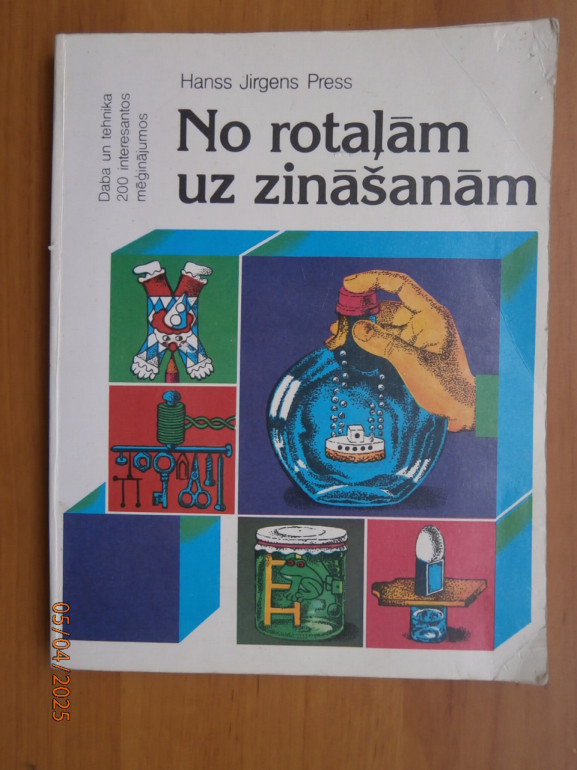 Hanss Jirgens Press
No rotaļām
uz zināšanām
Daba un tehnika
200 interesantos
mēģinājumos
05/04/2025